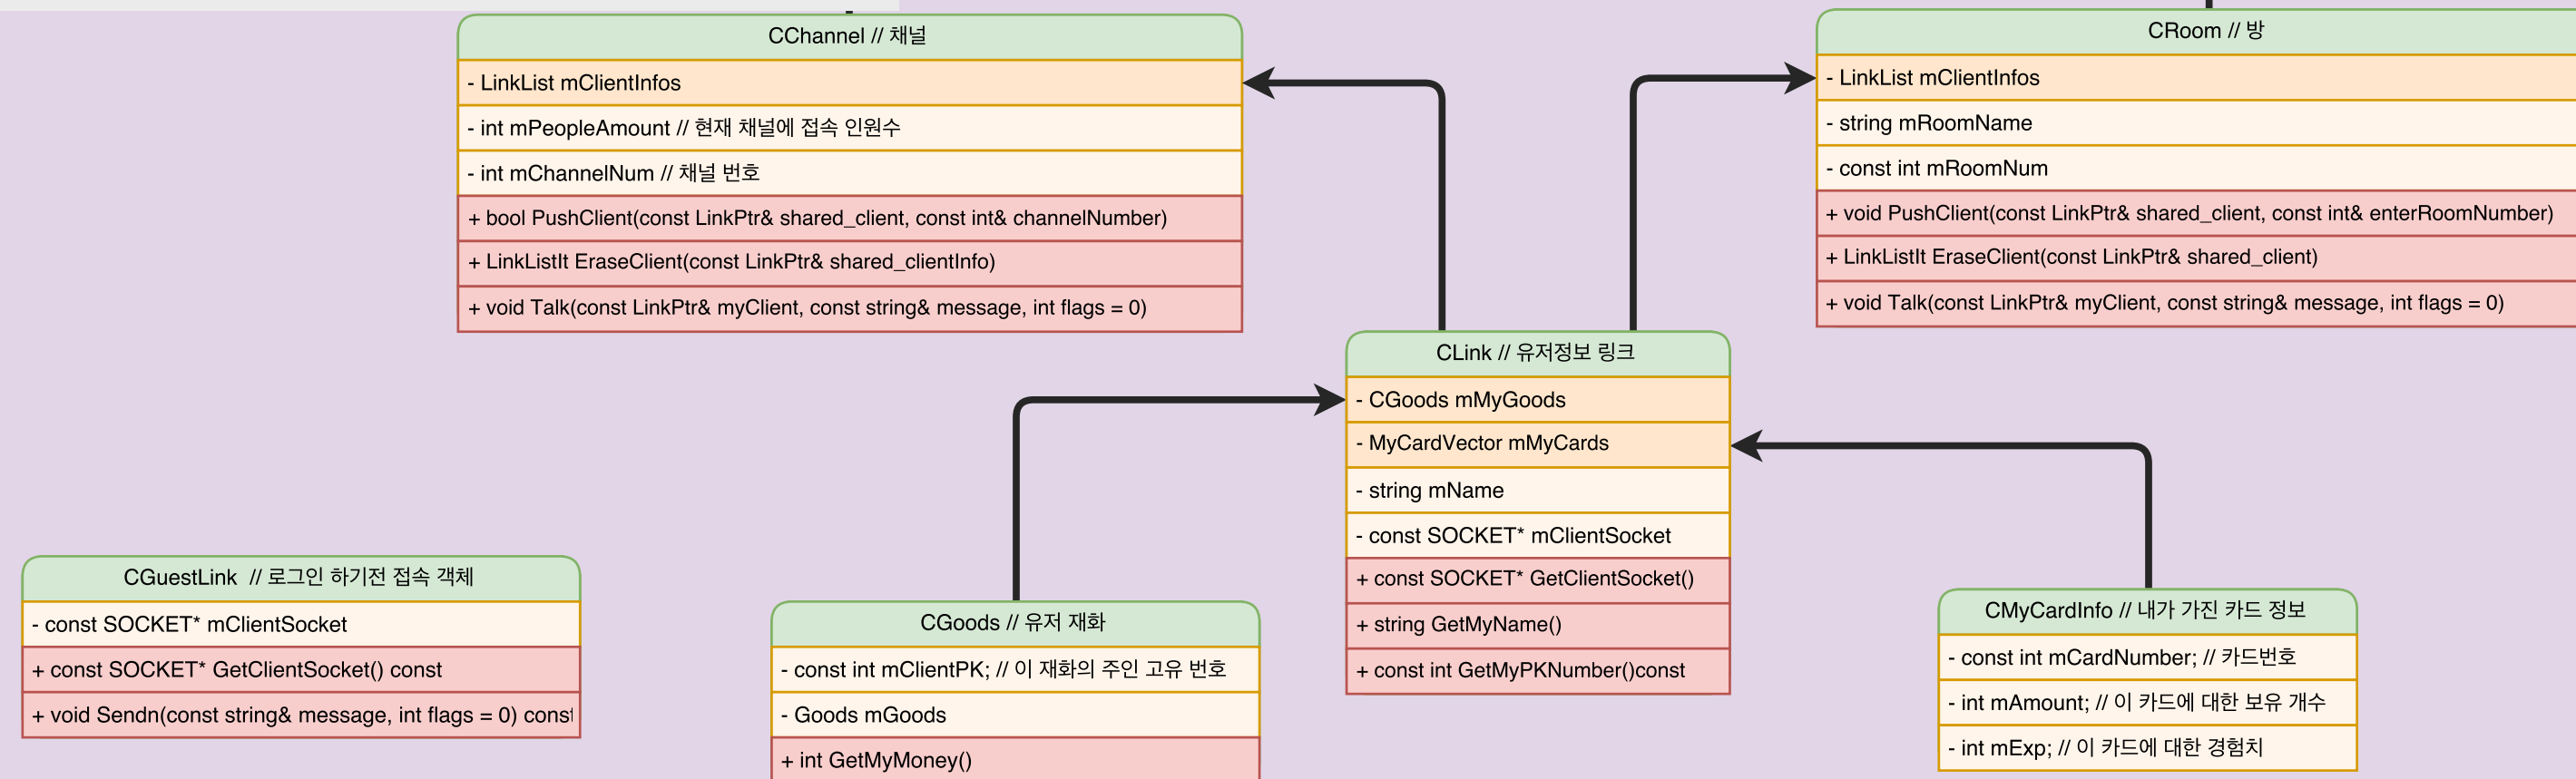 CChannel // 채널
- LinkList mClientInfos
- int mPeopleAmount // 현재 채널에 접속 인원수
- int mChannelNum // 채널 번호
+ bool PushClient(const LinkPtr& shared_client, const int& channelNumber)
+ LinkListIt EraseClient(const LinkPtr& shared_clientInfo)
+ void Talk(const LinkPtr& myClient, const string& message, int flags = 0)
CRoom // 방
- LinkList mClientInfos
- string mRoomName
- const int mRoomNum
+ void PushClient(const LinkPtr& shared_client, const int& enterRoomNumber)
+ LinkListIt EraseClient(const LinkPtr& shared_client)
+ void Talk(const LinkPtr& myClient, const string& message, int flags = 0)
CLink // 유저정보 링크
- CGoods mMyGoods
- MyCardVector mMyCards
- string mName
- const SOCKET* mClientSocket
+ const SOCKET* GetClientSocket()
+ string GetMyName()
+ const int GetMyPKNumber()const
CGuestLink // 로그인 하기전 접속 객체
- const SOCKET* mClientSocket
+ const SOCKET* GetClientSocket() const
+ void Sendn(const string& message, int flags = 0) const
CGoods // 유저 재화
- const int mClientPK; // 이 재화의 주인 고유 번호
- Goods mGoods
+ int GetMyMoney()
CMyCardInfo // 내가 가진 카드 정보
- const int mCardNumber; // 카드번호
- int mAmount; // 이 카드에 대한 보유 개수
- int mExp; // 이 카드에 대한 경험치